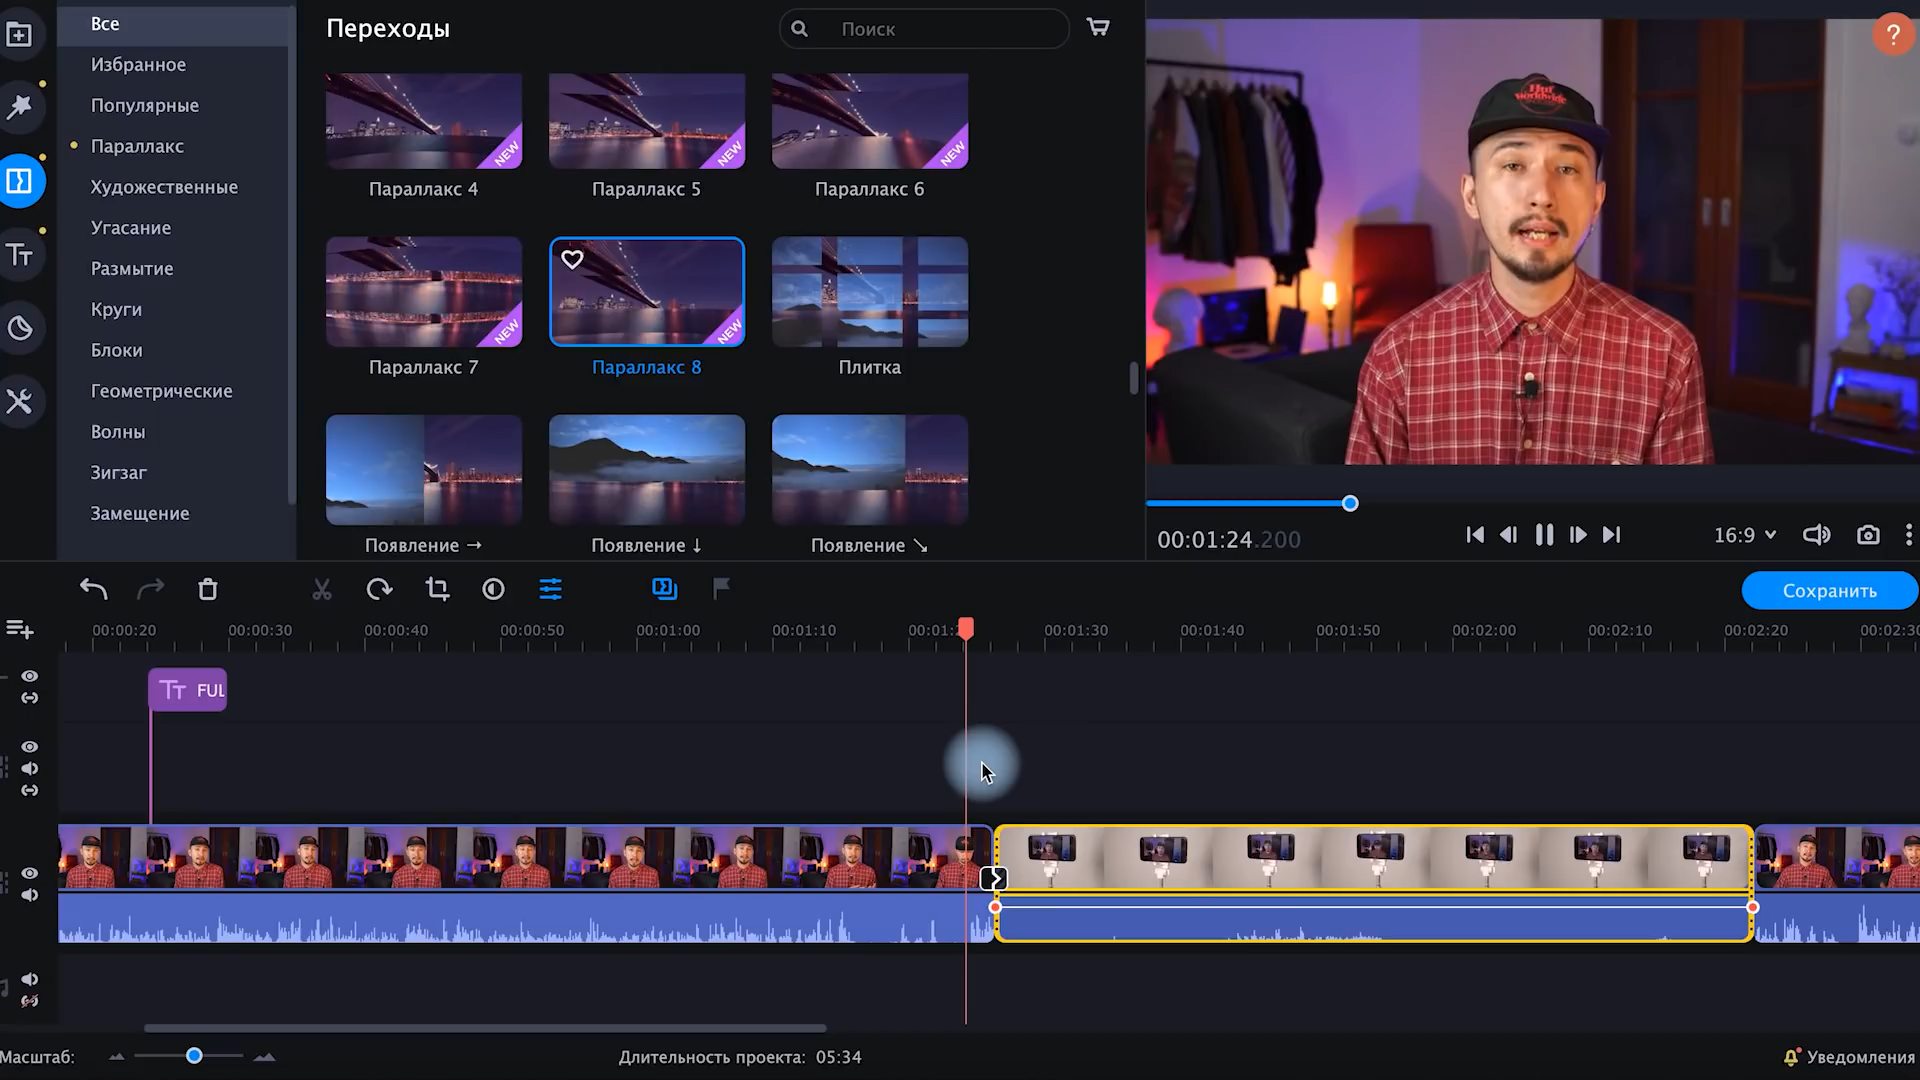 Все
Избранное
Популярные
Параллакс
Художественные
Угасание
Размытие
Круги
Блоки
Геометрические
Волны
Зигзаг
Замещение
Переходы
Поиск
NEW
NEW
NEW
Параллакс 4
Параллакс 5
Параллакс 6
NEW
NEW
Параллакс 7
Параллакс 8
Плитка
Появление →
Появление ↓
Появление ↘
?
Hut
worldwide
00:01:24.200
16:9
Сохранить
00:00:20
00:00:30
00:00:40
00:00:50
00:01:00
00:01:10
00:01:30
00:01:40
00:01:50
00:02:00
00:02:10
00:02:20
00:02:30
FUL
Масштаб:
Длительность проекта: 05:34
Уведомления